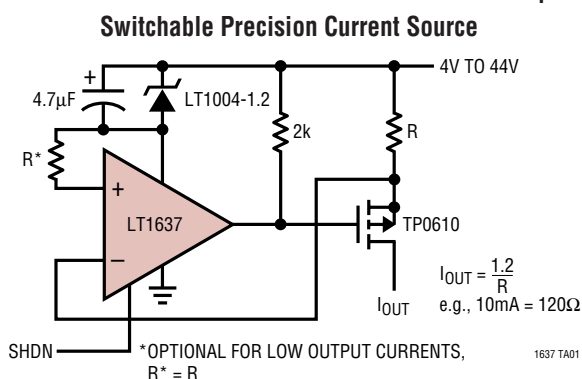 Switchable Precision Current Source
4V TO 44V
+
4.7µF
LT1004-1.2
2k
R
R*
+
LT1637
TP0610
–
IOUT = 1.2/R
e.g., 10mA = 120Ω
IOUT
SHDN
*OPTIONAL FOR LOW OUTPUT CURRENTS,
R* = R
1637 TA01